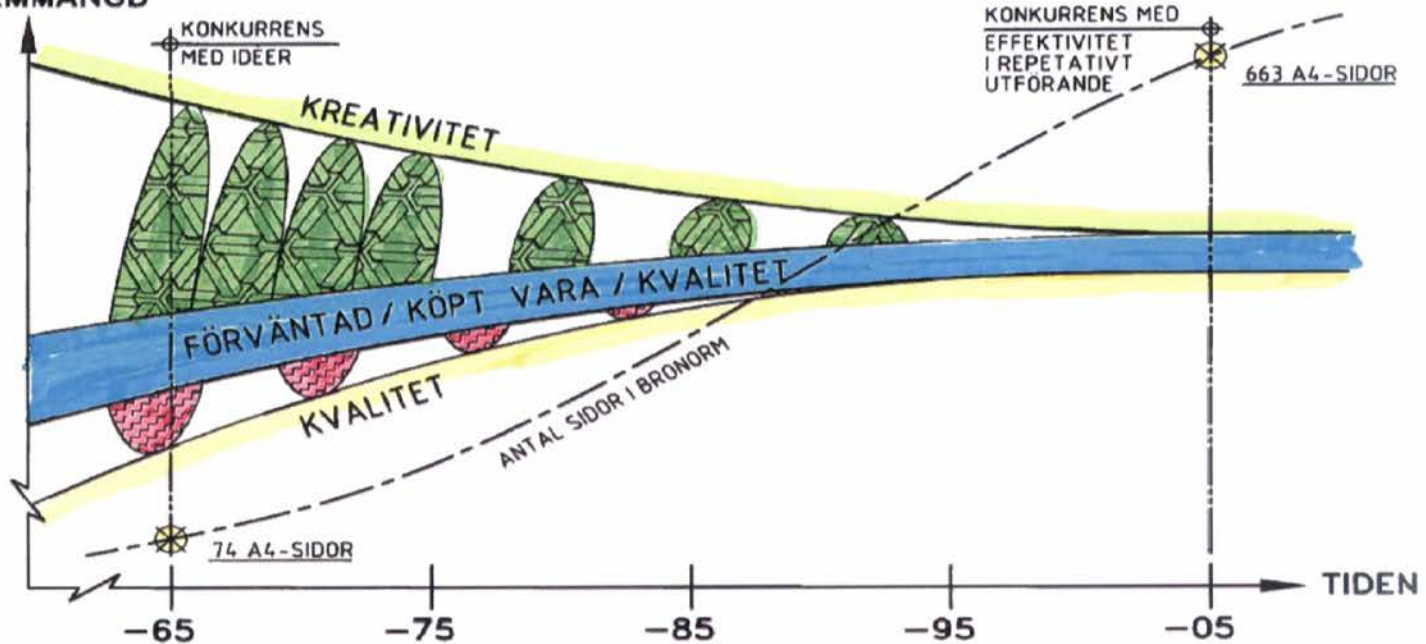 KONKURRENS
MED IDÉER
KONKURRENS MED
EFFEKTIVITET
I REPETATIVT
UTFÖRANDE
663 A4-SIDOR
KREATIVITET
FÖRVÄNTAD / KÖPT VARA / KVALITET
KVALITET
ANTAL SIDOR I BRONORM
74 A4-SIDOR
TIDEN
-65
-75
-85
-95
-05